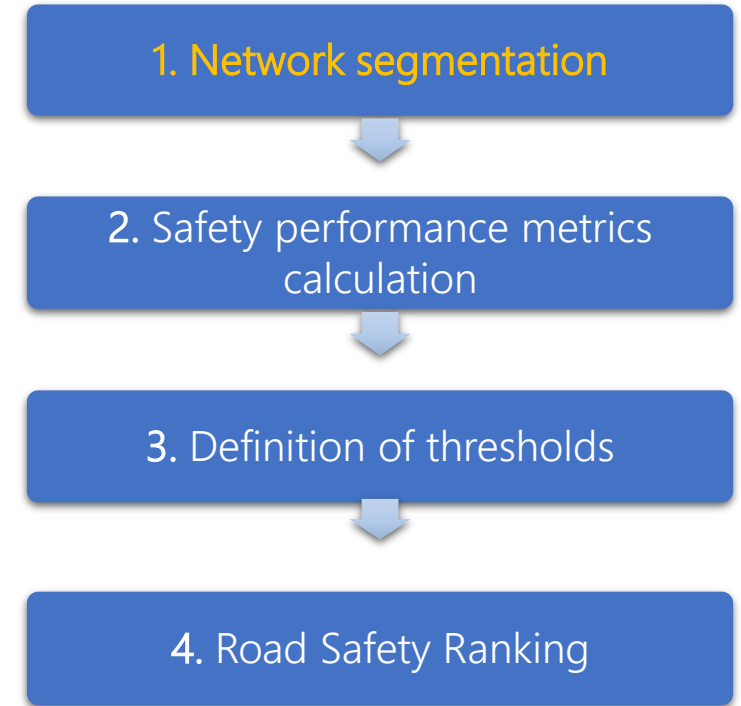 1. Network segmentation
2. Safety performance metrics
calculation
3. Definition of thresholds
4. Road Safety Ranking